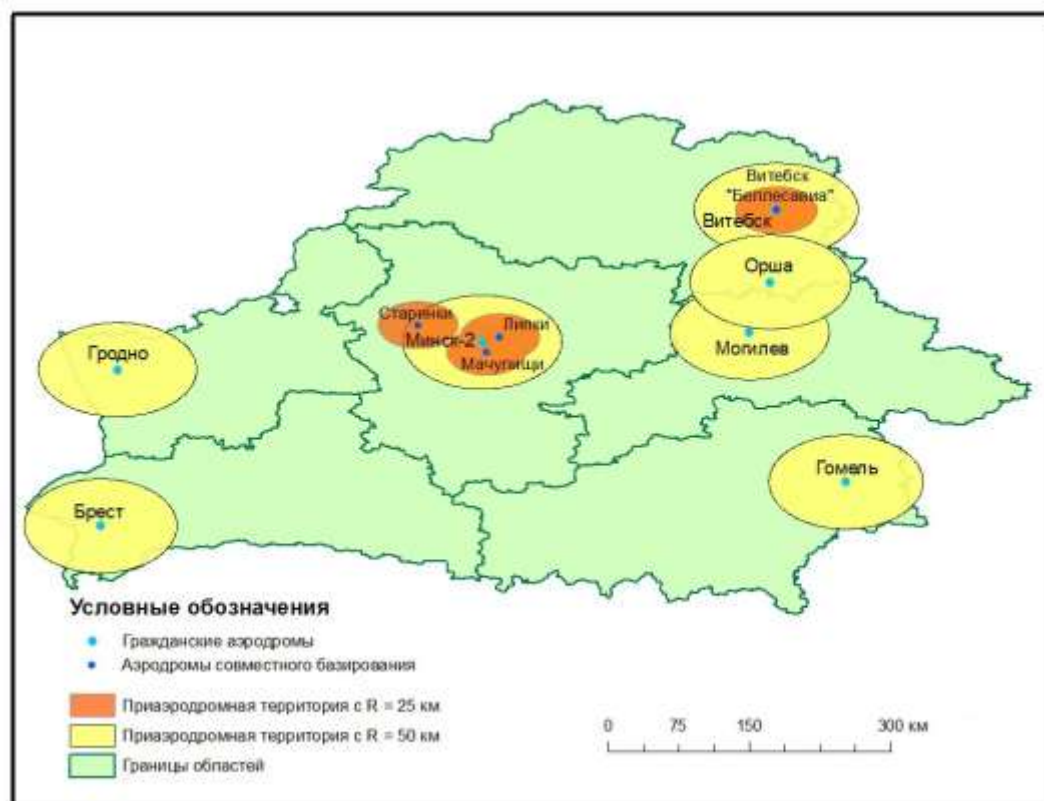 Витебск
"Беллесавиа"
Витебск
Орша
Старинки
Липки
Минск-2
Могилев
Гродно
Мачулищи
Гомель
Брест
Условные обозначения
Гражданские аэродромы
Аэродромы совместного базирования
Приаэродромная территория с R = 25 км
Приаэродромная территория с R = 50 км
Границы областей
0 75 150 300 км